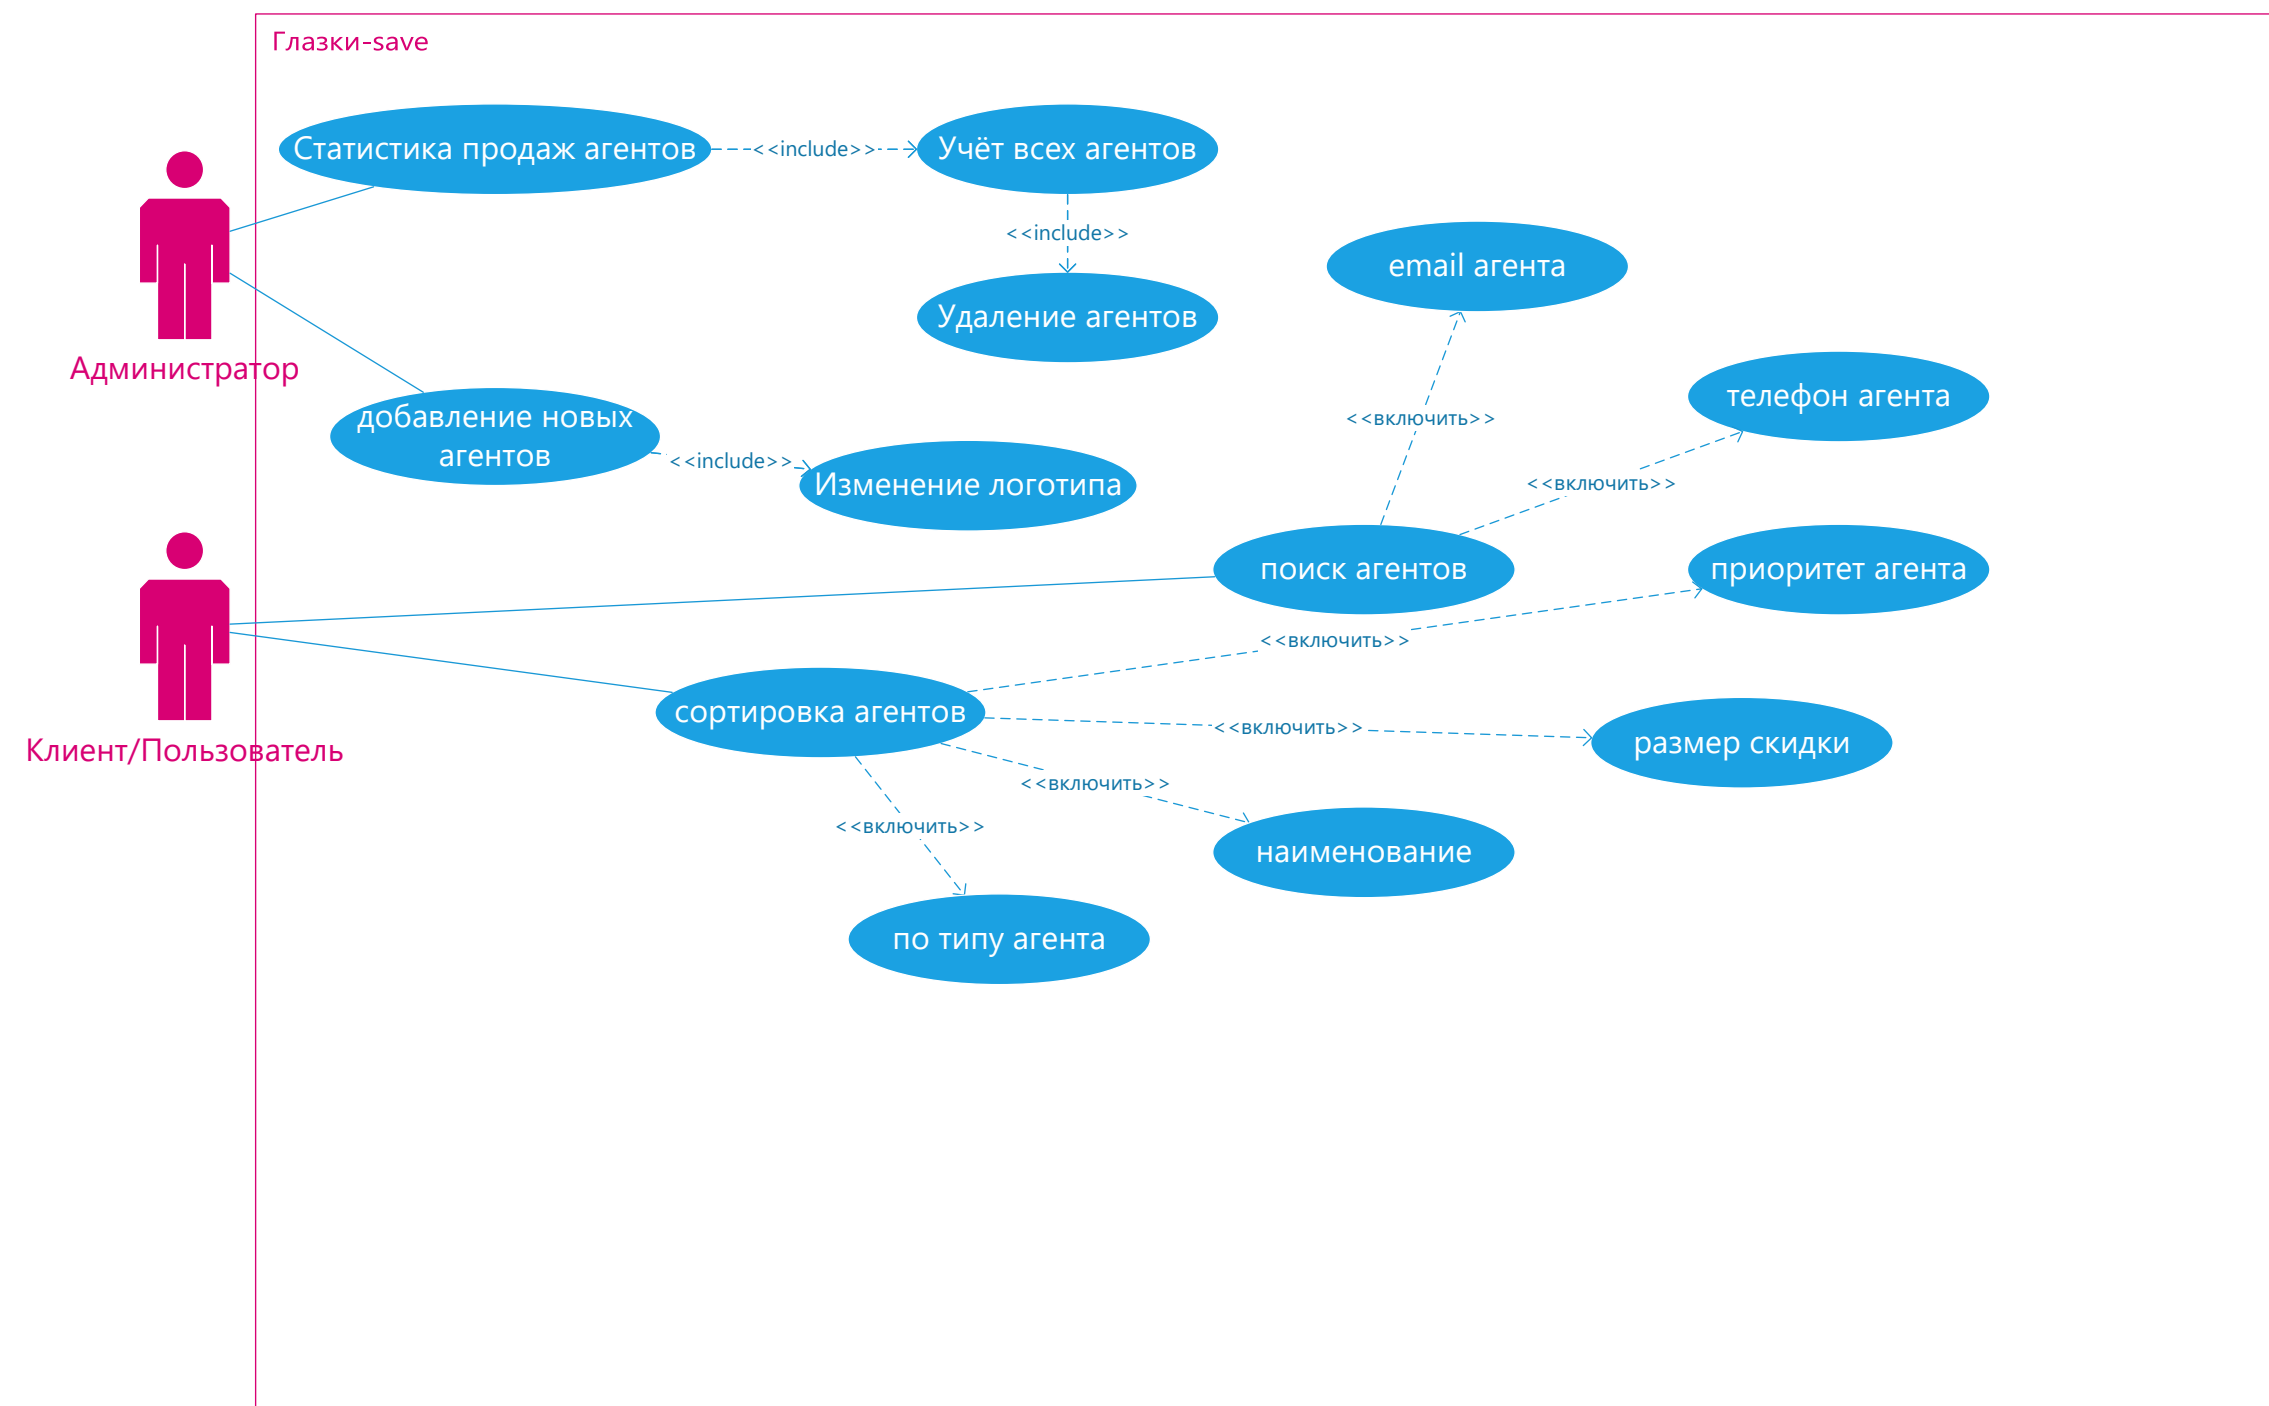 Глазки-save
Статистика продаж агентов
<<include>>
Учёт всех агентов
<<include>>
email агента
Удаление агентов
Администратор
телефон агента
добавление новых
агентов
<<включить>>
<<include>>
Изменение логотипа
<<включить>>
поиск агентов
приоритет агента
<<включить>>
сортировка агентов
<<включить>>
размер скидки
Клиент/Пользователь
<<включить>>
<<включить>>
наименование
по типу агента